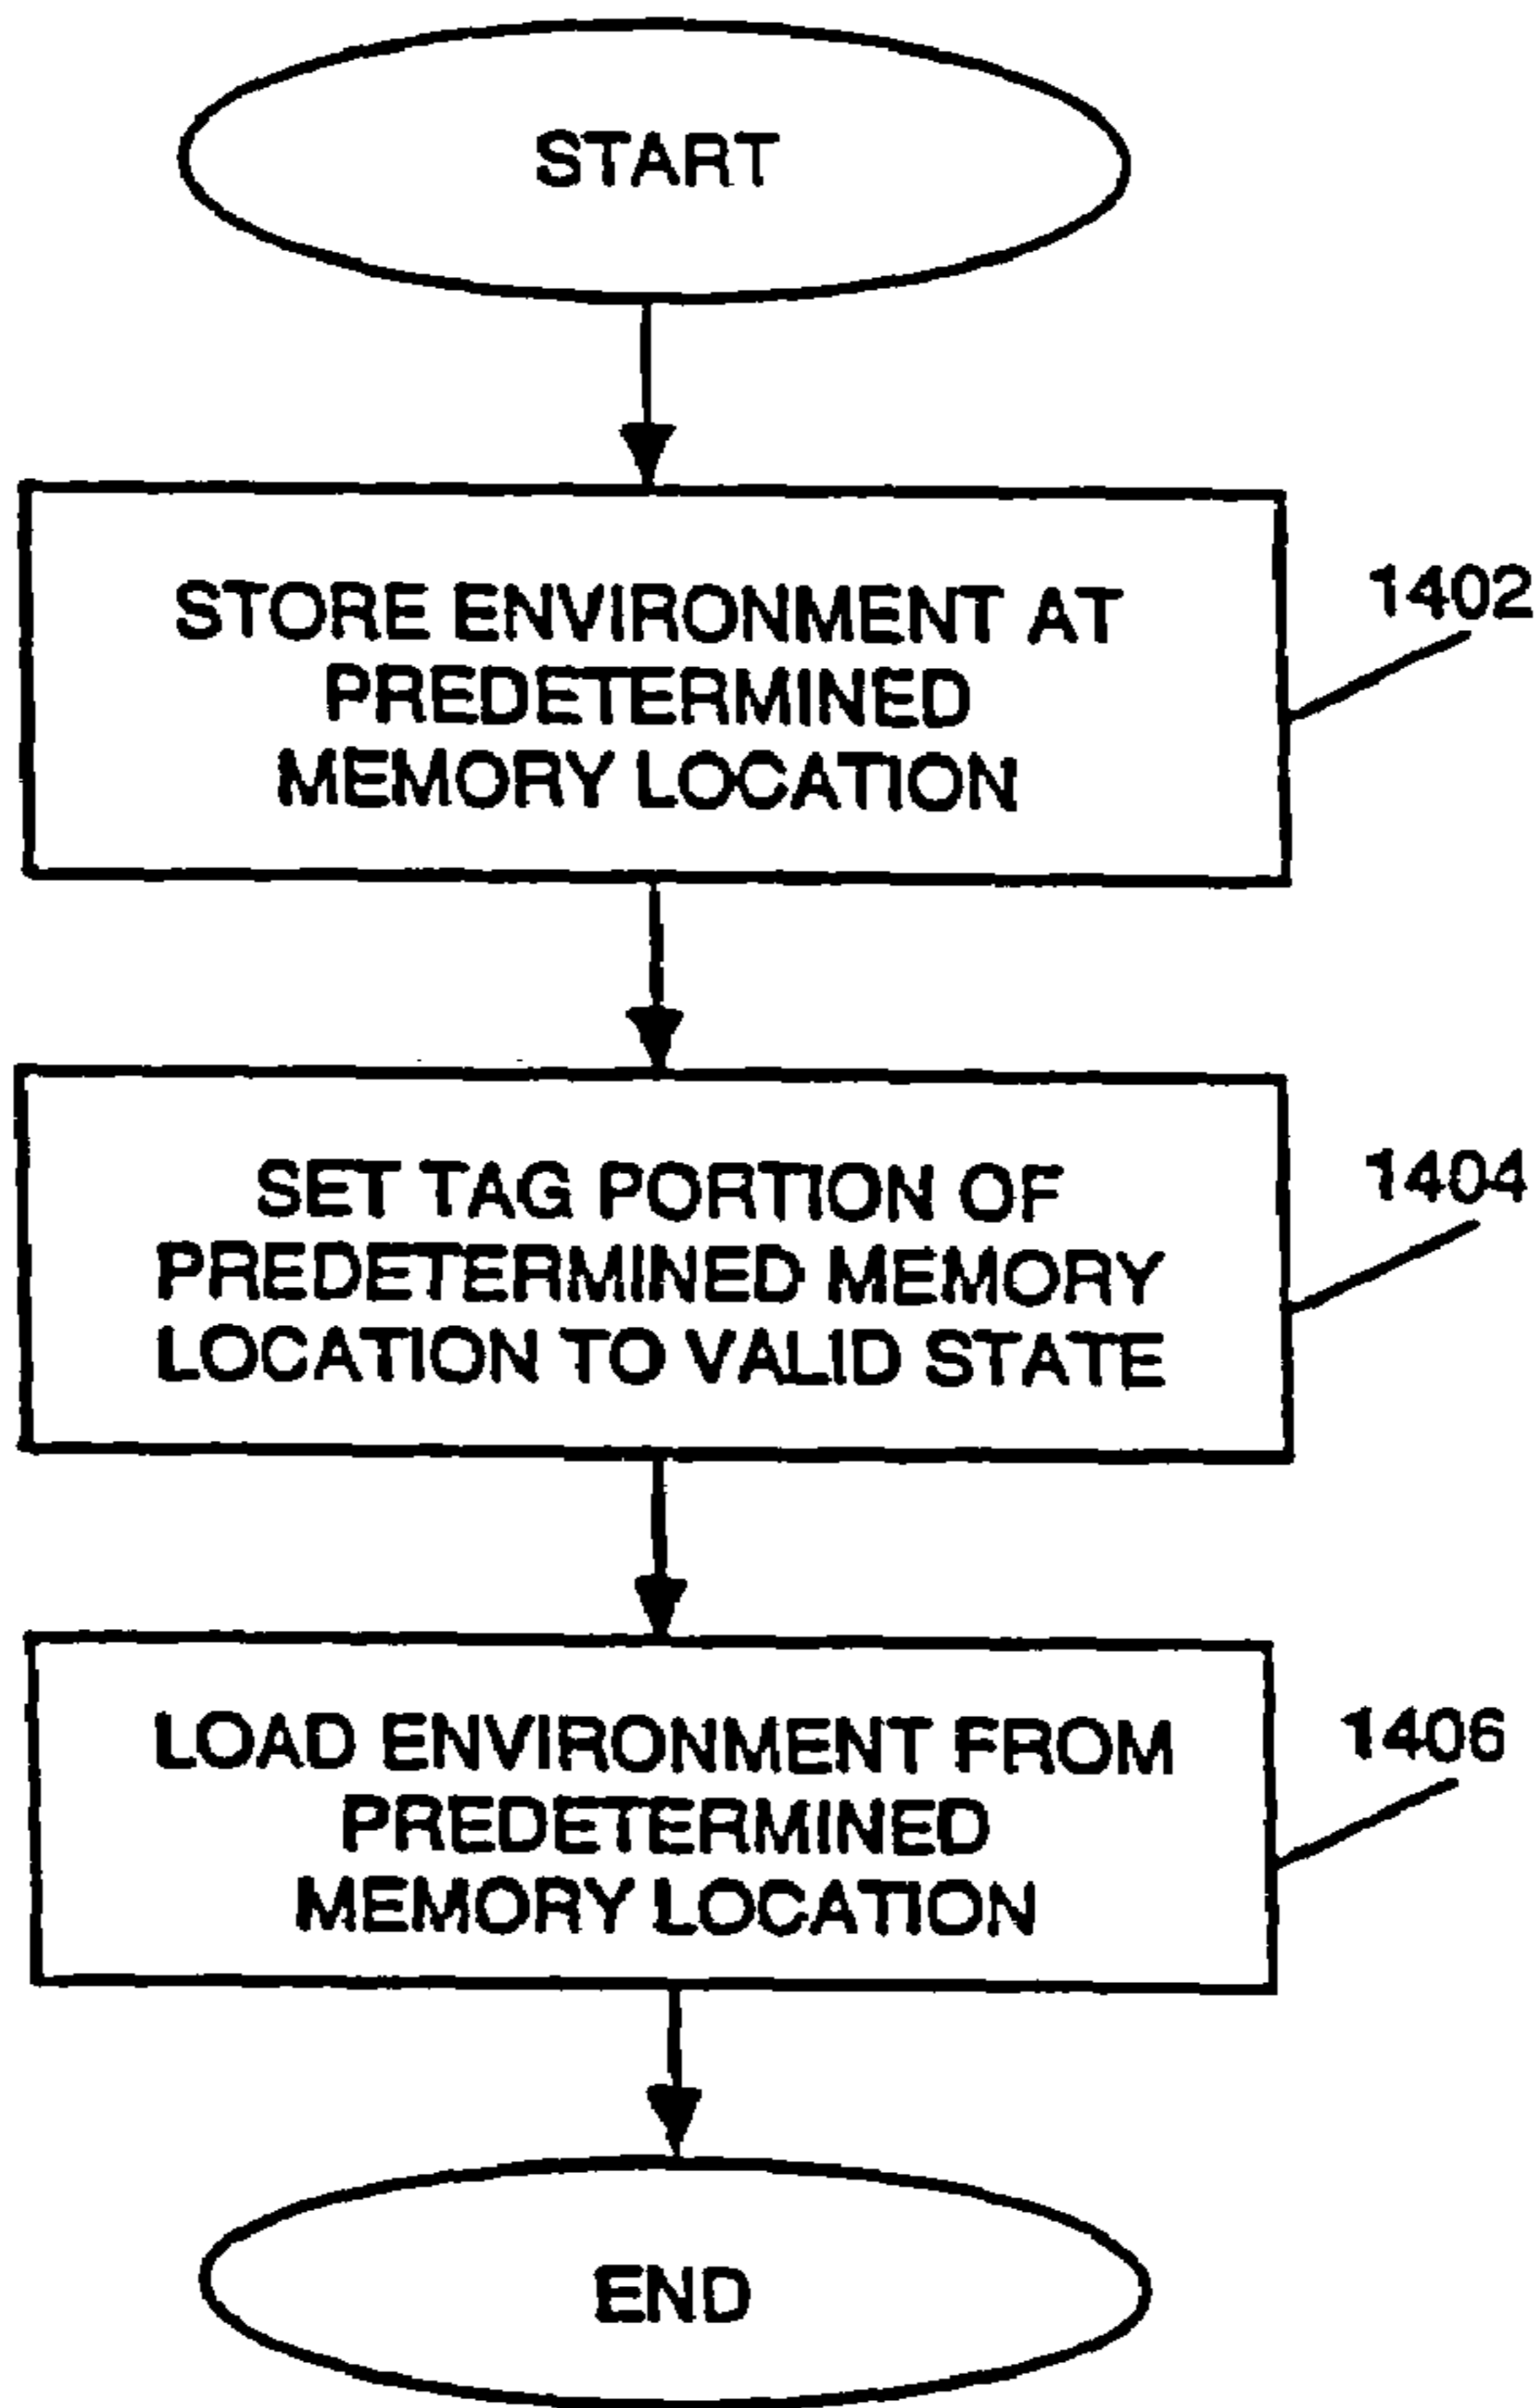 START
STORE ENVIRONMENT AT
PREDETERMINED
MEMORY LOCATION
1402
SET TAG PORTION OF
PREDETERMINED MEMORY
LOCATION TO VALID STATE
1404
LOAD ENVIRONMENT FROM
PREDETERMINED
MEMORY LOCATION
1406
END